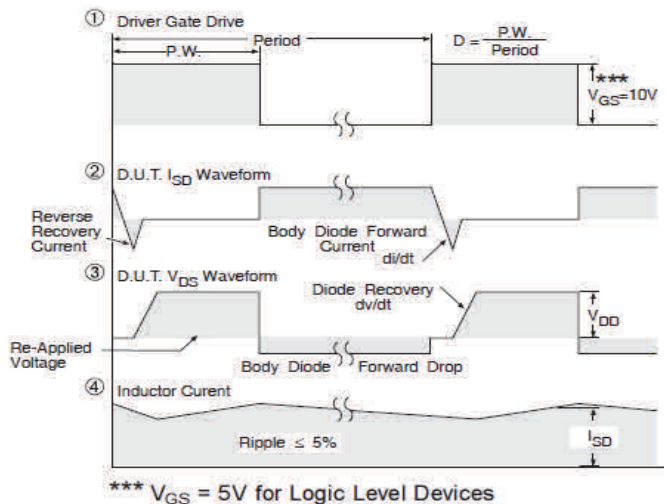 ① Driver Gate Drive
P.W.
Period
D = P.W. / Period
***
VGS=10V
② D.U.T. ISD Waveform
Reverse
Recovery
Current
Body Diode Forward
Current
di/dt
③ D.U.T. VDS Waveform
Diode Recovery
dv/dt
VDD
Re-Applied
Voltage
Body Diode Forward Drop
④ Inductor Curent
Ripple ≤ 5%
ISD
*** VGS = 5V for Logic Level Devices